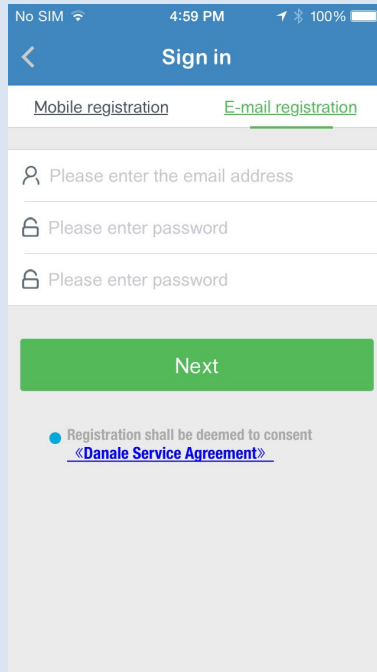 No SIM 4:59 PM 100%
Sign in
Mobile registration E-mail registration
Please enter the email address
Please enter password
Please enter password
Next
Registration shall be deemed to consent
《Danale Service Agreement》